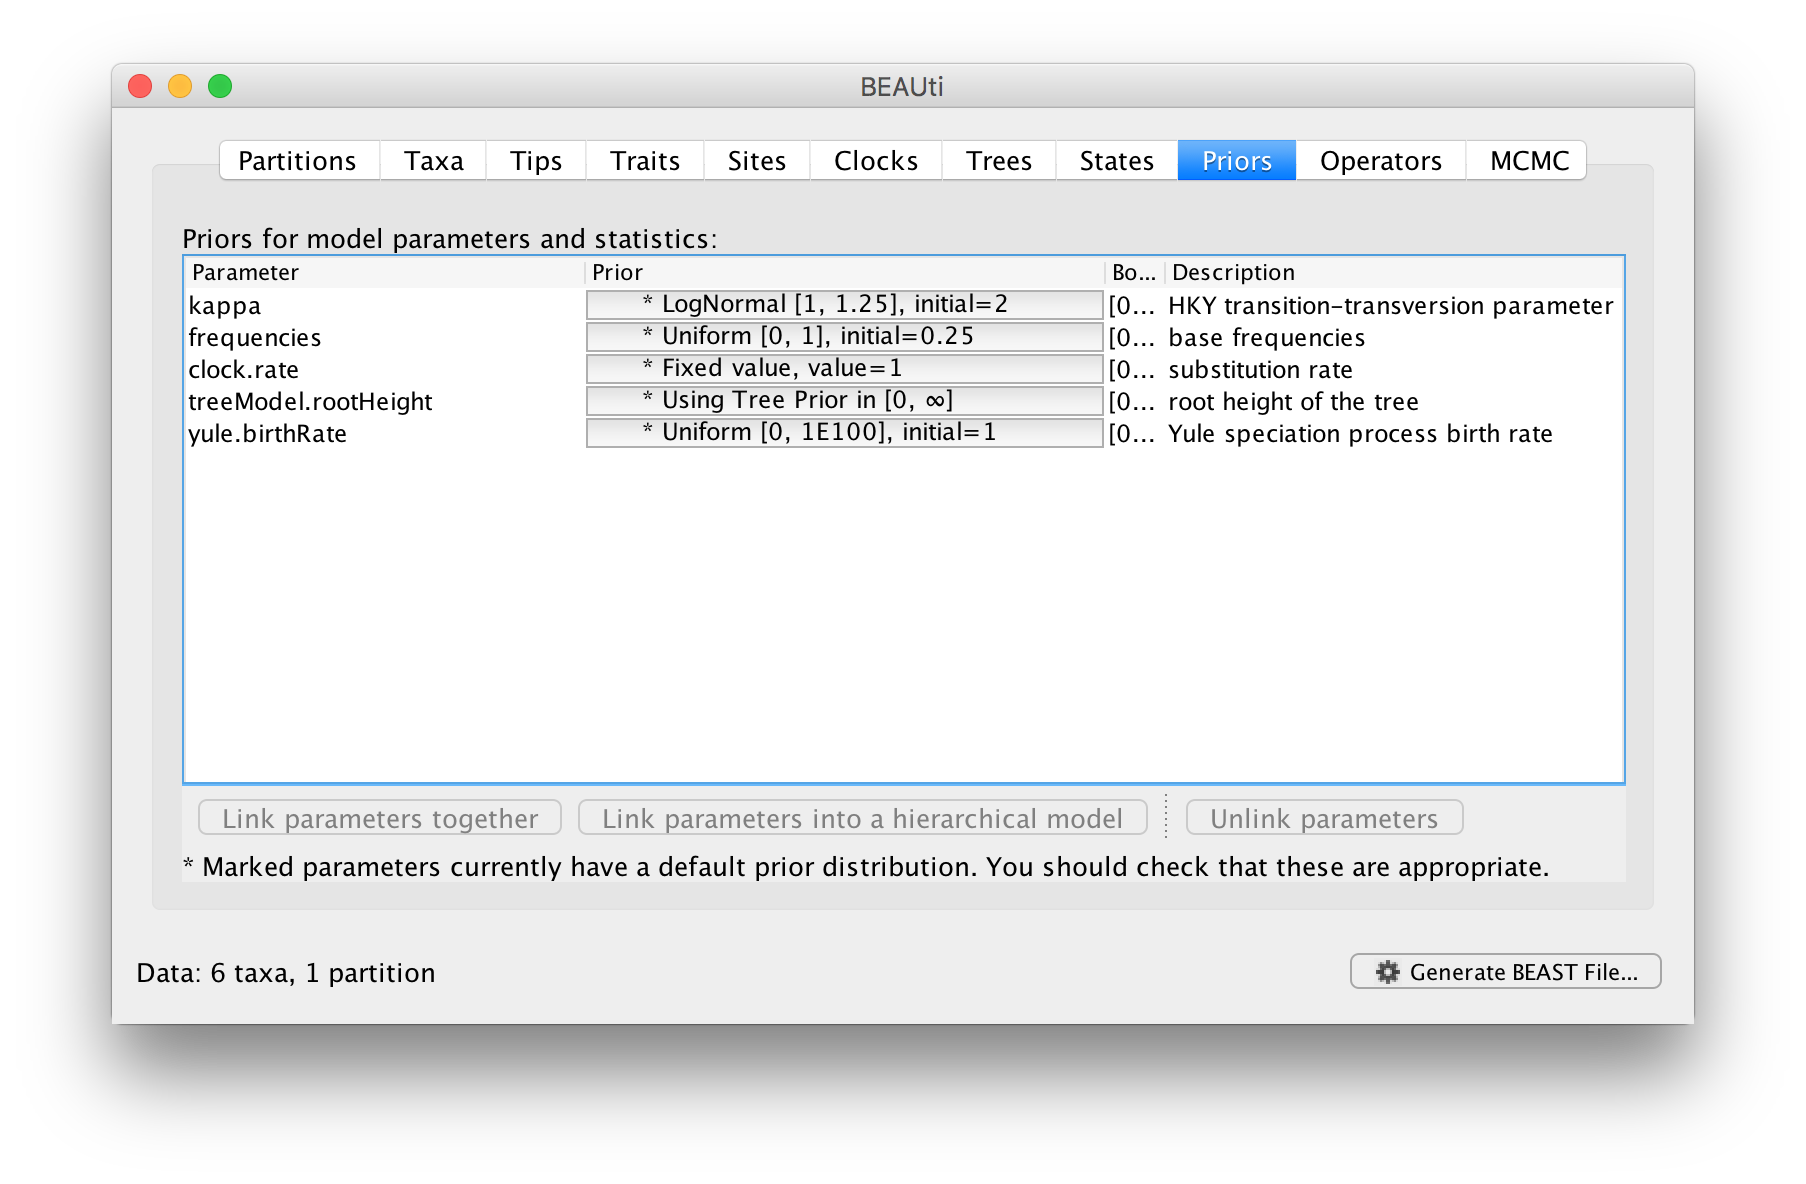 BEAUti
Partitions Taxa Tips Traits Sites Clocks Trees States Priors Operators MCMC
Priors for model parameters and statistics:
Parameter Prior Bo... Description
kappa * LogNormal [1, 1.25], initial=2 [0... HKY transition-transversion parameter
frequencies * Uniform [0, 1], initial=0.25 [0... base frequencies
clock.rate * Fixed value, value=1 [0... substitution rate
treeModel.rootHeight * Using Tree Prior in [0, ∞] [0... root height of the tree
yule.birthRate * Uniform [0, 1E100], initial=1 [0... Yule speciation process birth rate
Link parameters together Link parameters into a hierarchical model Unlink parameters
* Marked parameters currently have a default prior distribution. You should check that these are appropriate.
Data: 6 taxa, 1 partition Generate BEAST File...